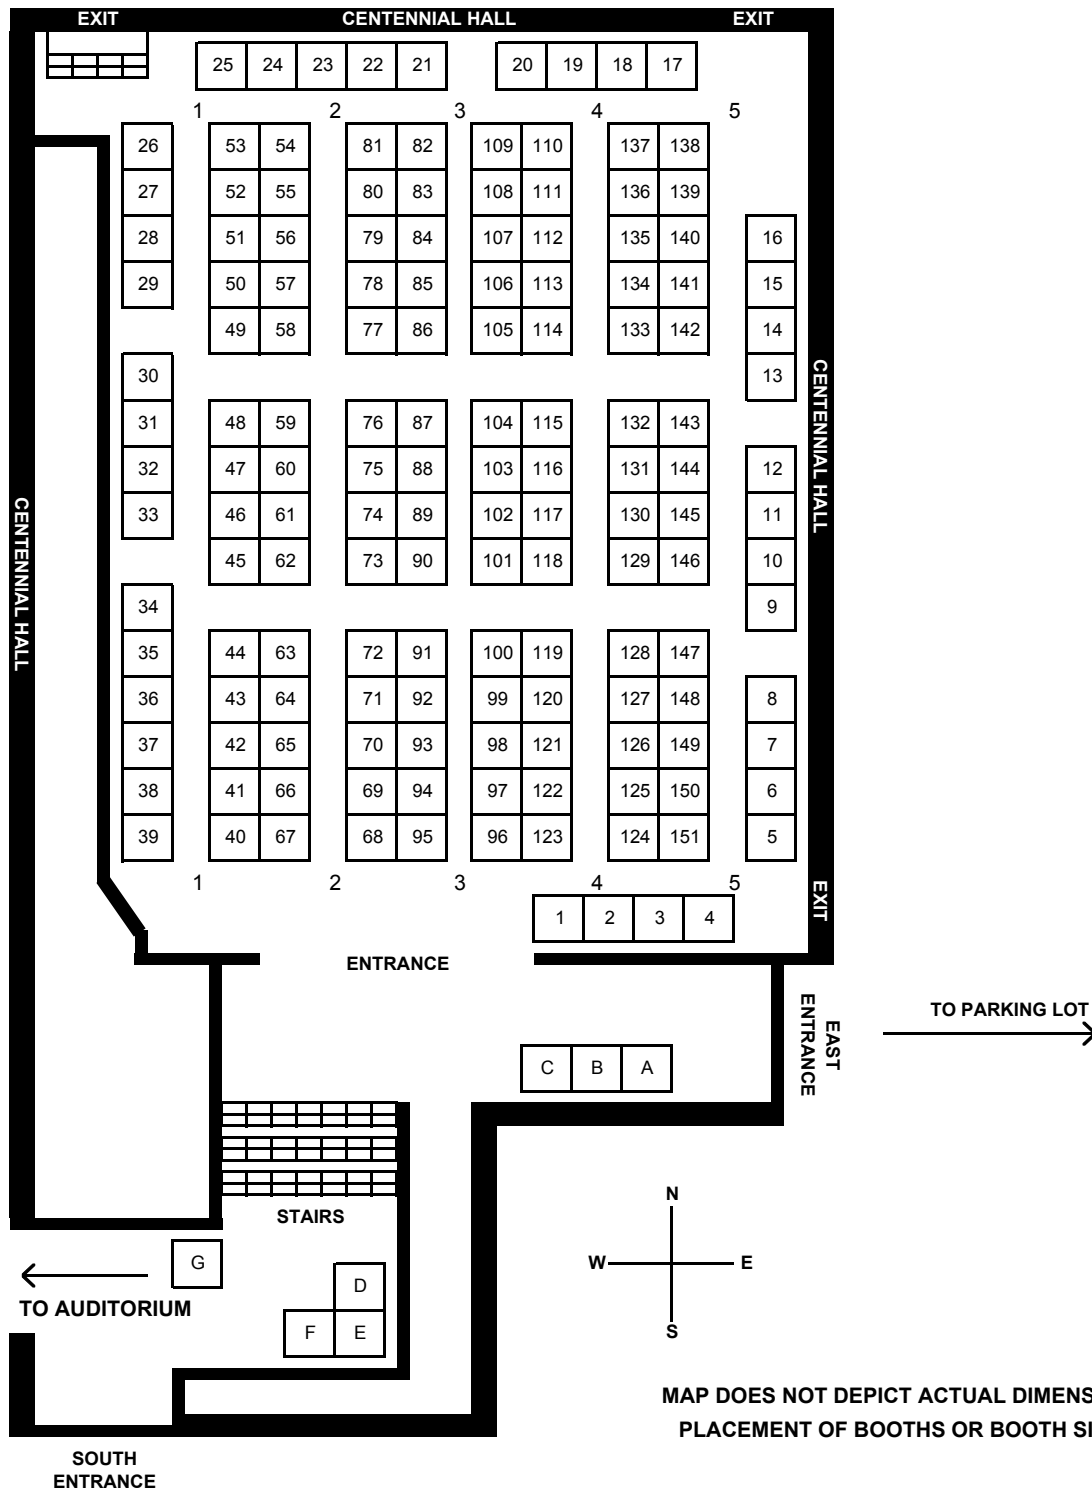 EXIT CENTENNIAL HALL EXIT
25 24 23 22 21 20 19 18 17
1 2 3 4 5
26 53 54 81 82 109 110 137 138
27 52 55 80 83 108 111 136 139
28 51 56 79 84 107 112 135 140 16
29 50 57 78 85 106 113 134 141 15
49 58 77 86 105 114 133 142 14
30 13
31 48 59 76 87 104 115 132 143
32 47 60 75 88 103 116 131 144 12
33 46 61 74 89 102 117 130 145 11
45 62 73 90 101 118 129 146 10
34 9
35 44 63 72 91 100 119 128 147
36 43 64 71 92 99 120 127 148 8
37 42 65 70 93 98 121 126 149 7
38 41 66 69 94 97 122 125 150 6
39 40 67 68 95 96 123 124 151 5
CENTENNIAL HALL
CENTENNIAL HALL
1 2 3 4 5
EXIT
1 2 3 4
ENTRANCE
EAST
ENTRANCE
TO PARKING LOT
C B A
STAIRS
N
W E
S
G
D
TO AUDITORIUM
F E
MAP DOES NOT DEPICT ACTUAL
PLACEMENT OF BOOTHS OR BOOTH
SOUTH
ENTRANCE